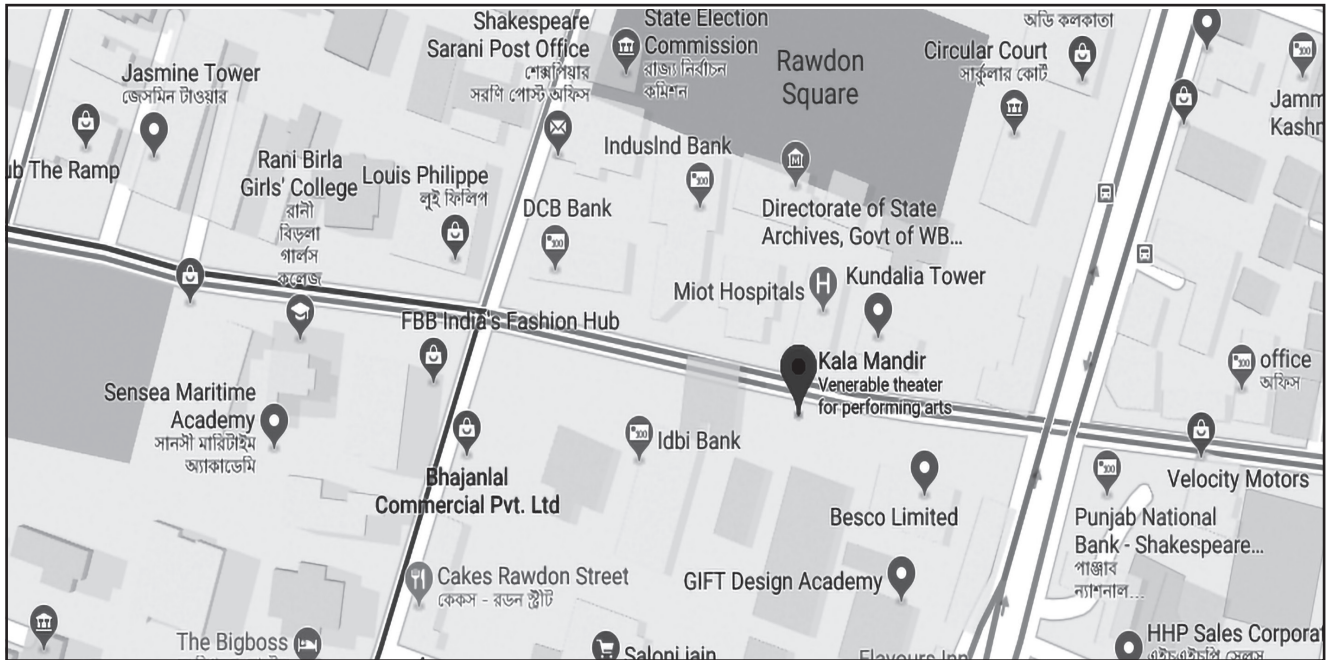 Shakespeare
Sarani Post Office
শেক্সপিয়ার
সরণি পোস্ট অফিস
State Election
Commission
রাজ্য নির্বাচন
কমিশন
Rawdon
Square
অডি কলকাতা
Circular Court
সার্কুলার কোর্ট
Jasmine Tower
জেসমিন টাওয়ার
Jamm
Kashr
ub The Ramp
Rani Birla
Girls' College
রানী
বিড়লা
গার্লস
কলেজ
Louis Philippe
লুই ফিলিপ
IndusInd Bank
DCB Bank
Directorate of State
Archives, Govt of WB...
Miot Hospitals
Kundalia Tower
FBB India's Fashion Hub
Kala Mandir
Venerable theater
for performing arts
office
অফিস
Sensea Maritime
Academy
সানসী মারিটাইম
অ্যাকাডেমি
Idbi Bank
Bhajanlal
Commercial Pvt. Ltd
Velocity Motors
Besco Limited
Punjab National
Bank - Shakespeare...
পাঞ্জাব
ন্যাশনাল...
Cakes Rawdon Street
কেকস - রডন স্ট্রীট
GIFT Design Academy
The Bigboss
Saloni jain
Flavours Inn
HHP Sales Corporat
এইচএইচপি সেলস